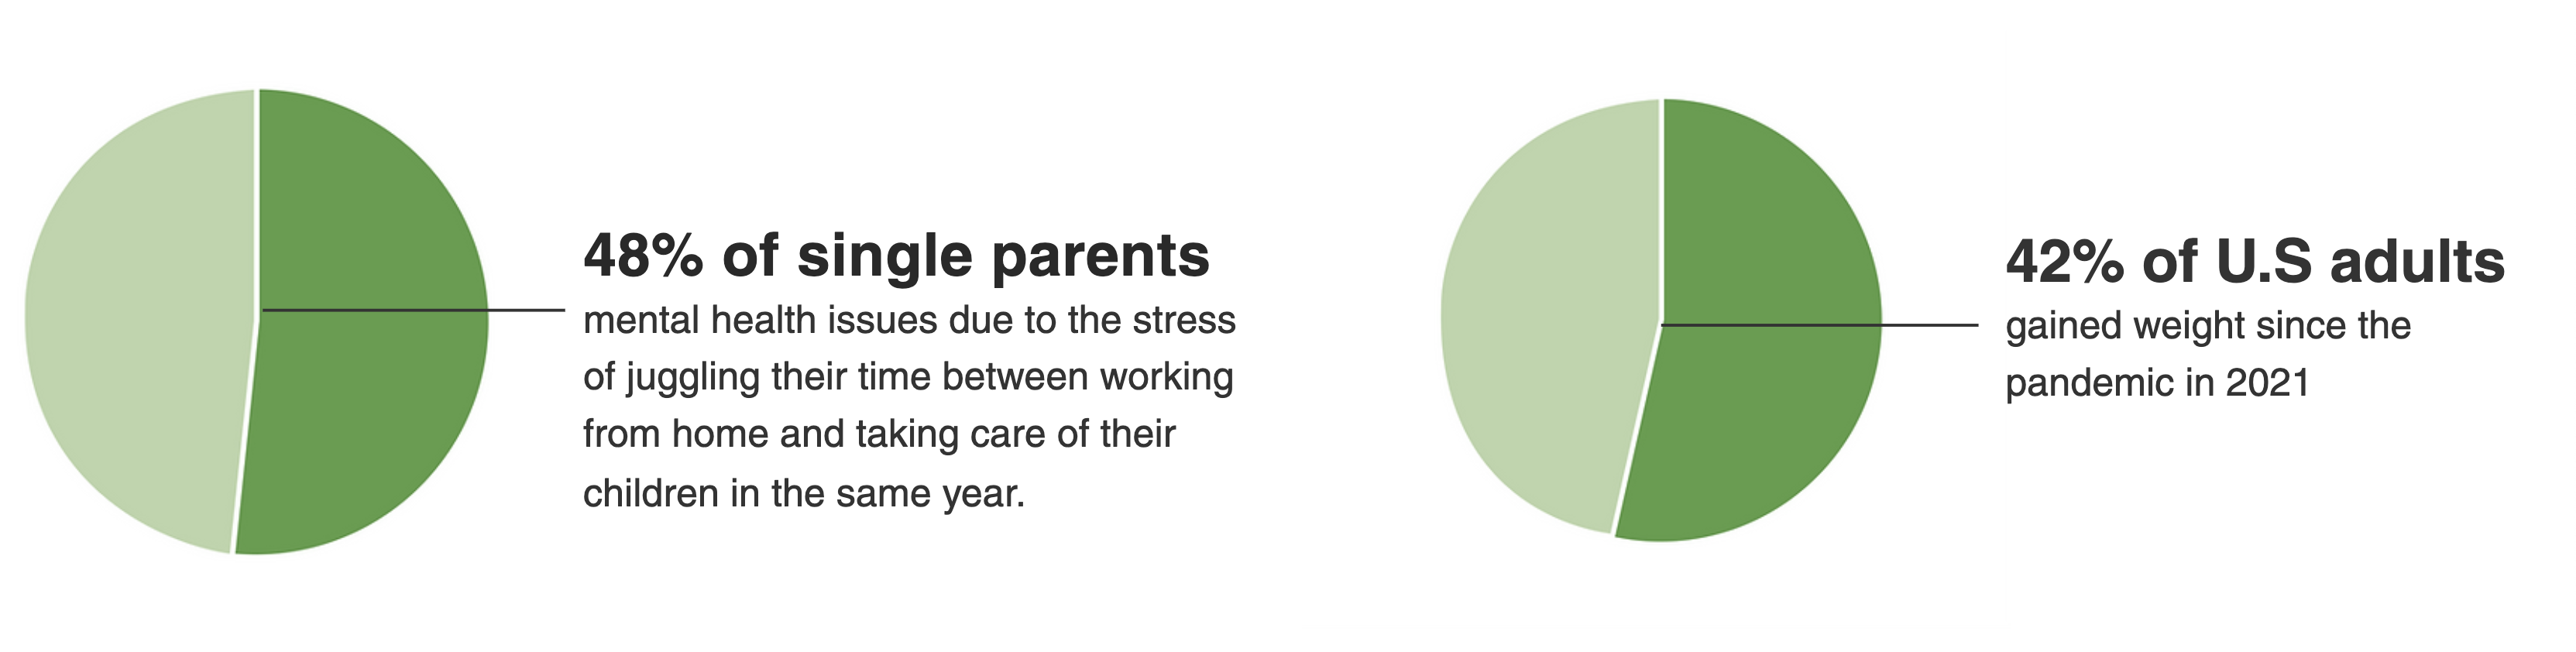 48% of single parents
mental health issues due to the stress
of juggling their time between working
from home and taking care of their
children in the same year.
42% of U.S adults
gained weight since the
pandemic in 2021